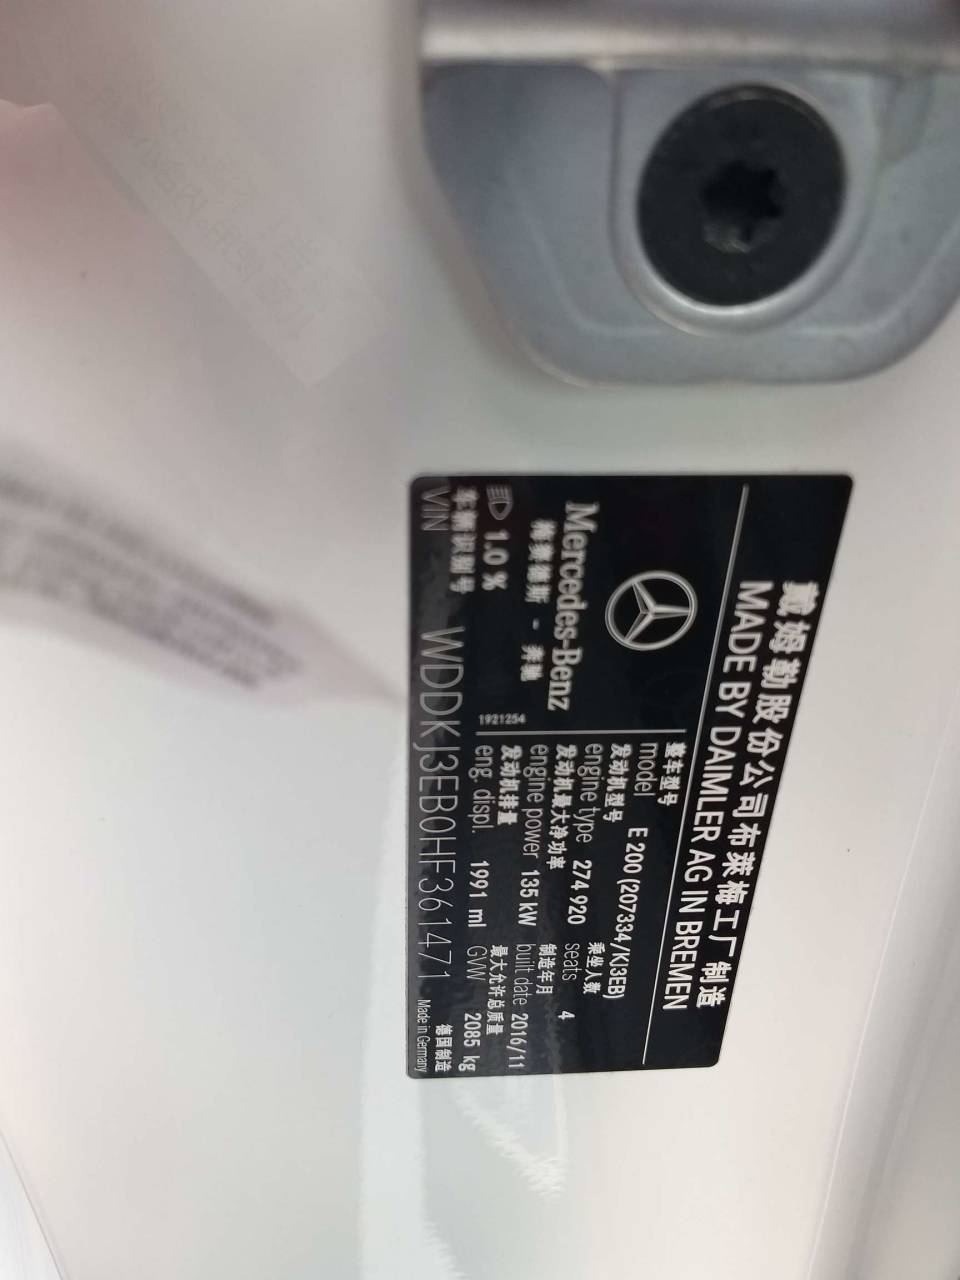 戴姆勒股份公司布莱梅工厂制造
MADE BY DAIMLER AG IN BREMEN
Mercedes-Benz
梅赛德斯 - 奔驰
1.0 %
1921254
整车型号
model E 200 (207334/KJ3EB)
发动机型号 乘坐人数
engine type 274 920 seats 4
发动机最大净功率 制造年月
engine power 135 kW built date 2016/11
发动机排量 最大允许总质量
eng. displ. 1991 ml GVW 2085 kg
车辆识别号 德国制造
VIN WDDKJ3EB0HF361471 Made in Germany